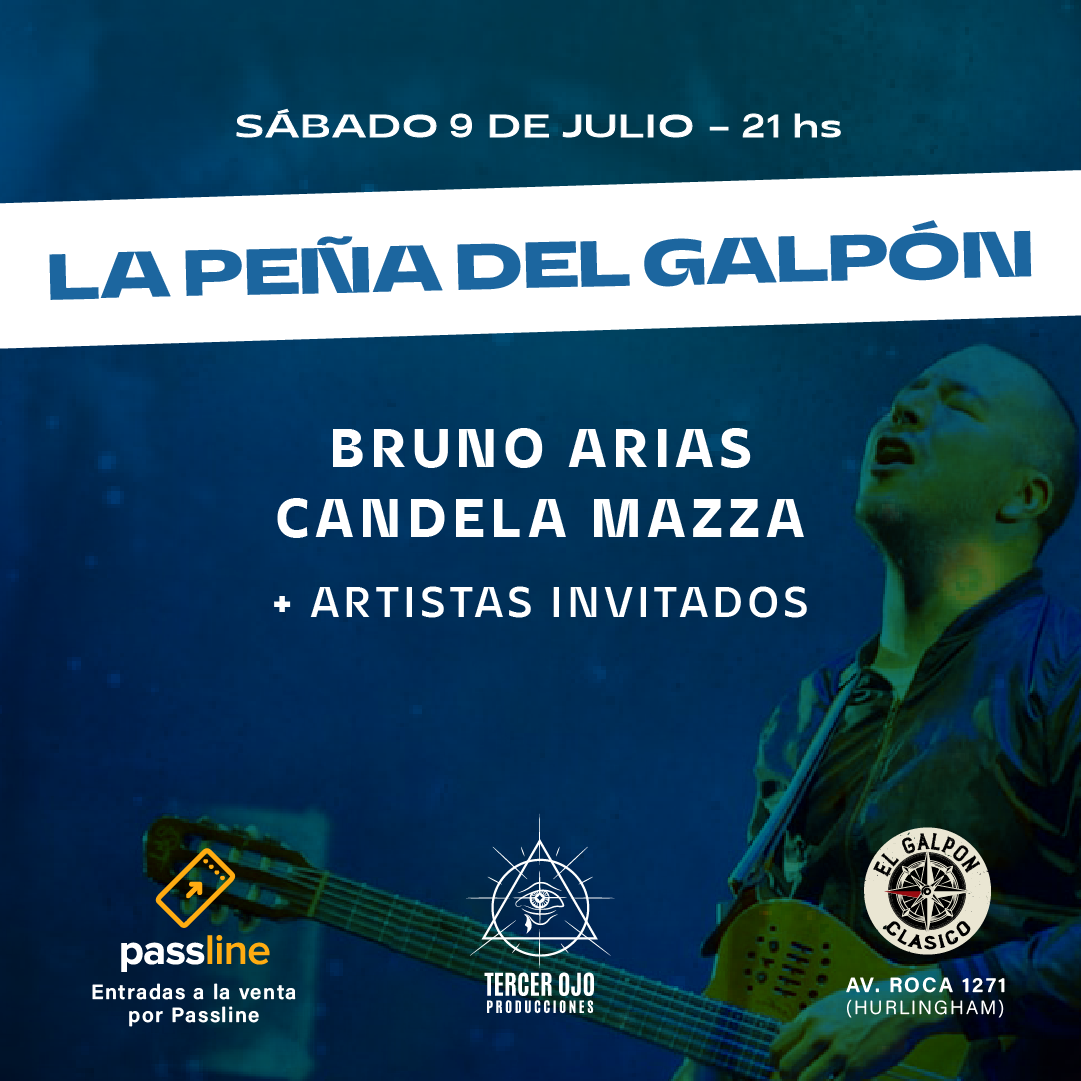 SÁBADO 9 DE JULIO – 21 hs
LA PEÑA DEL GALPÓN
BRUNO ARIAS
CANDELA MAZZA
+ ARTISTAS INVITADOS
passline
Entradas a la venta
por Passline
TERCER OJO
PRODUCCIONES
EL GALPON
CLASICO
AV. ROCA 1271
(HURLINGHAM)